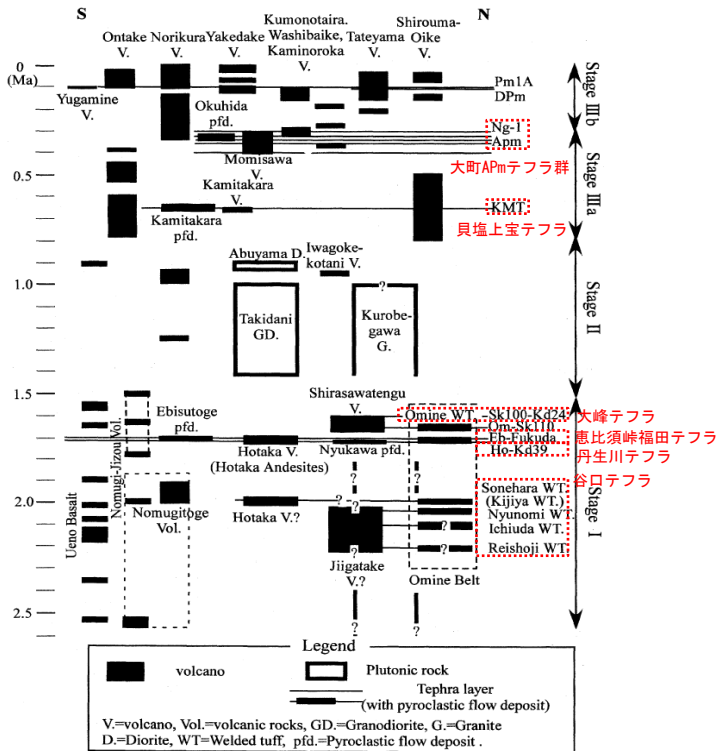 S
N
Ontake
V.
Norikura
V.
Yakedake
V.
Kumonotaira.
Washibaike,
Kaminoroka
V.
Tateyama
V.
Shirouma-
Oike
V.
0
(Ma)
Yugamine
V.
Pm1A
DPm
Stage IIIb
Okuhida
pfd.
Ng-1
Apm
Momisawa
V.
大町APmテフラ群
0.5
Kamitakara
V.
Kamitakara
pfd.
KMT
貝塩上宝テフラ
Stage IIIa
Abuyama D.
Iwagoke-
kotani V.
1.0
?
Takidani
GD.
Kurobe-
gawa
G.
Stage II
1.5
Shirasawatengu
V.
Omine WT.
Sk100-Kd24
大峰テフラ
Om-Sk110
Ebisutoge
pfd.
Eb-Fukuda
恵比須峠福田テフラ
Hotaka V.
(Hotaka Andesites)
Nyukawa pfd.
Ho-Kd39
丹生川テフラ
Nomugi-Jizou Vol.
谷口テフラ
?
?
Sonehara WT.
(Kijiya WT.)
2.0
Nomugitoge
Vol.
Hotaka V.?
?
?
Nyunomi WT.
Ueno Basalt
?
Ichiuda WT.
?
?
Reishoji WT.
Jiigatake
V.?
Omine Belt
Stage I
2.5
?
?
Legend
volcano
Plutonic rock
Tephra layer
(with pyroclastic flow deposit)
V.=volcano, Vol.=volcanic rocks, GD.=Granodiorite, G.=Granite
D.=Diorite, WT=Welded tuff, pfd.=Pyroclastic flow deposit .